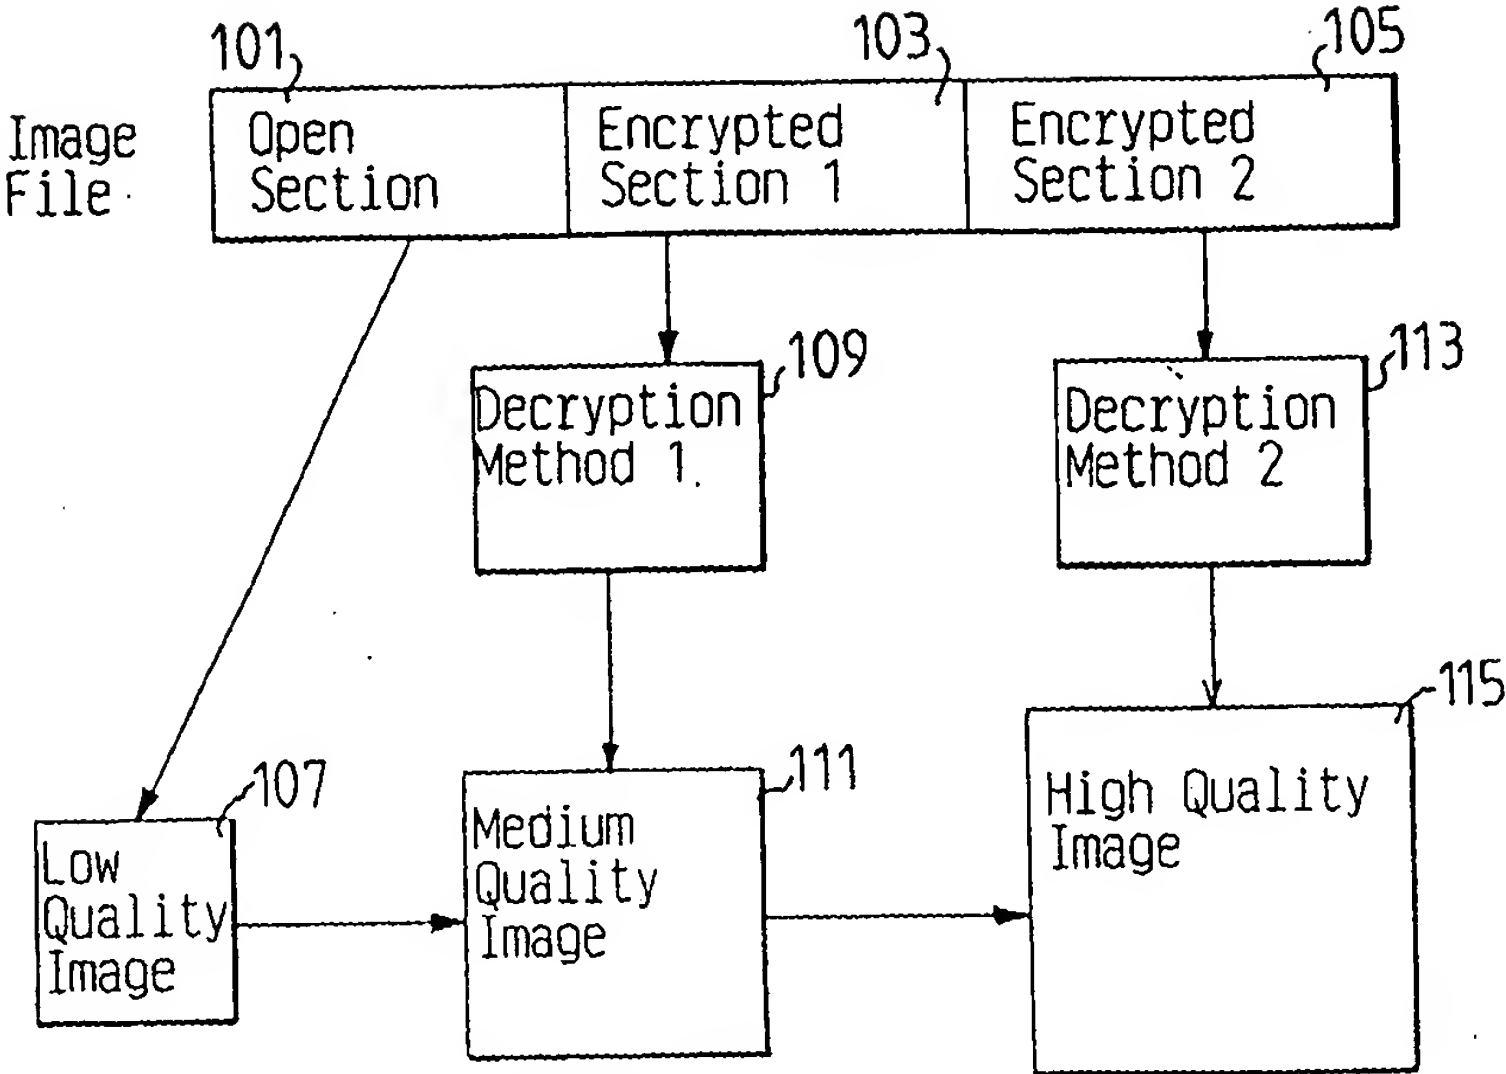 101
103
105
Image
File
Open
Section
Encrypted
Section 1
Encrypted
Section 2
109
Decryption
Method 1
113
Decryption
Method 2
107
Low
Quality
Image
111
Medium
Quality
Image
115
High Quality
Image